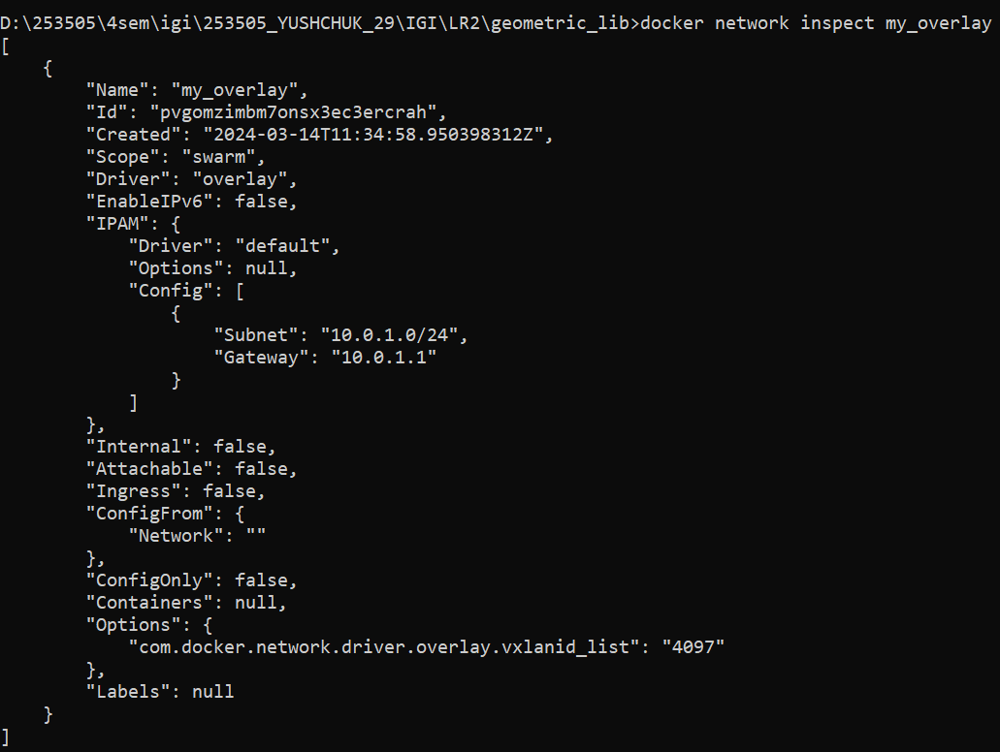 D:\253505\4sem\igi\253505_YUSHCHUK_29\IGI\LR2\geometric_lib>docker network inspect my_overlay
[
    {
        "Name": "my_overlay",
        "Id": "pvgomzimbm7onsx3ec3ercrah",
        "Created": "2024-03-14T11:34:58.950398312Z",
        "Scope": "swarm",
        "Driver": "overlay",
        "EnableIPv6": false,
        "IPAM": {
            "Driver": "default",
            "Options": null,
            "Config": [
                {
                    "Subnet": "10.0.1.0/24",
                    "Gateway": "10.0.1.1"
                }
            ]
        },
        "Internal": false,
        "Attachable": false,
        "Ingress": false,
        "ConfigFrom": {
            "Network": ""
        },
        "ConfigOnly": false,
        "Containers": null,
        "Options": {
            "com.docker.network.driver.overlay.vxlanid_list": "4097"
        },
        "Labels": null
    }
]